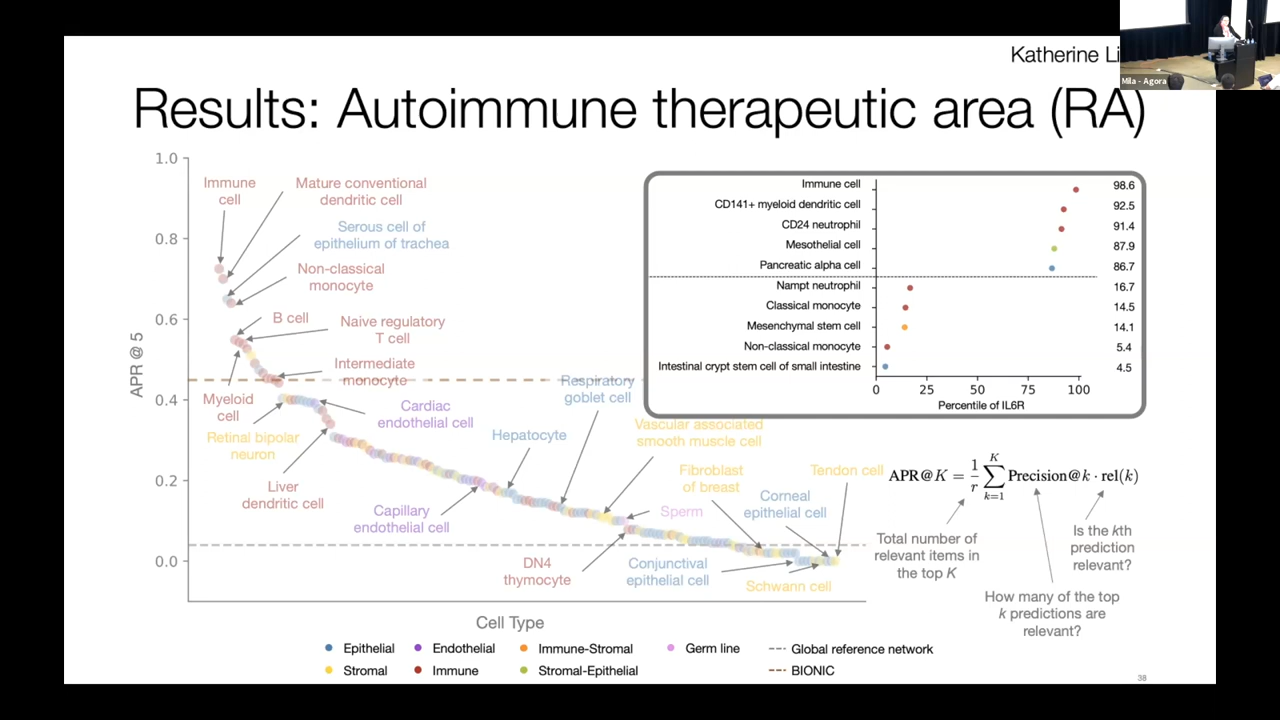 Katherine Li
Mila - Agora
Results: Autoimmune therapeutic area (RA)
APR @ 5
1.0
0.8
0.6
0.4
0.2
0.0
Immune
cell
Mature conventional
dendritic cell
Serous cell of
epithelium of trachea
Non-classical
monocyte
B cell
Naive regulatory
T cell
Intermediate
monocyte
Myeloid
cell
Retinal bipolar
neuron
Cardiac
endothelial cell
Respiratory
goblet cell
Hepatocyte
Vascular associated
smooth muscle cell
Liver
dendritic cell
Capillary
endothelial cell
Fibroblast
of breast
Tendon cell
Corneal
epithelial cell
Sperm
DN4
thymocyte
Conjunctival
epithelial cell
Schwann cell
Cell Type
Immune cell 98.6
CD141+ myeloid dendritic cell 92.5
CD24 neutrophil 91.4
Mesothelial cell 87.9
Pancreatic alpha cell 86.7
Nampt neutrophil 16.7
Classical monocyte 14.5
Mesenchymal stem cell 14.1
Non-classical monocyte 5.4
Intestinal crypt stem cell of small intestine 4.5
0 25 50 75 100
Percentile of IL6R
APR@K = 1/r ∑ K k=1 Precision@k · rel(k)
Total number of
relevant items in
the top K
Is the kth
prediction
relevant?
How many of the top
k predictions are
relevant?
Epithelial Endothelial Immune-Stromal Germ line Global reference network
Stromal Immune Stromal-Epithelial BIONIC
38